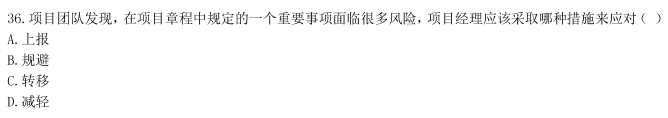 36.项目团队发现，在项目章程中规定的一个重要事项面临很多风险，项目经理应该采取哪种措施来应对（ ）
A.上报
B.规避
C.转移
D.减轻